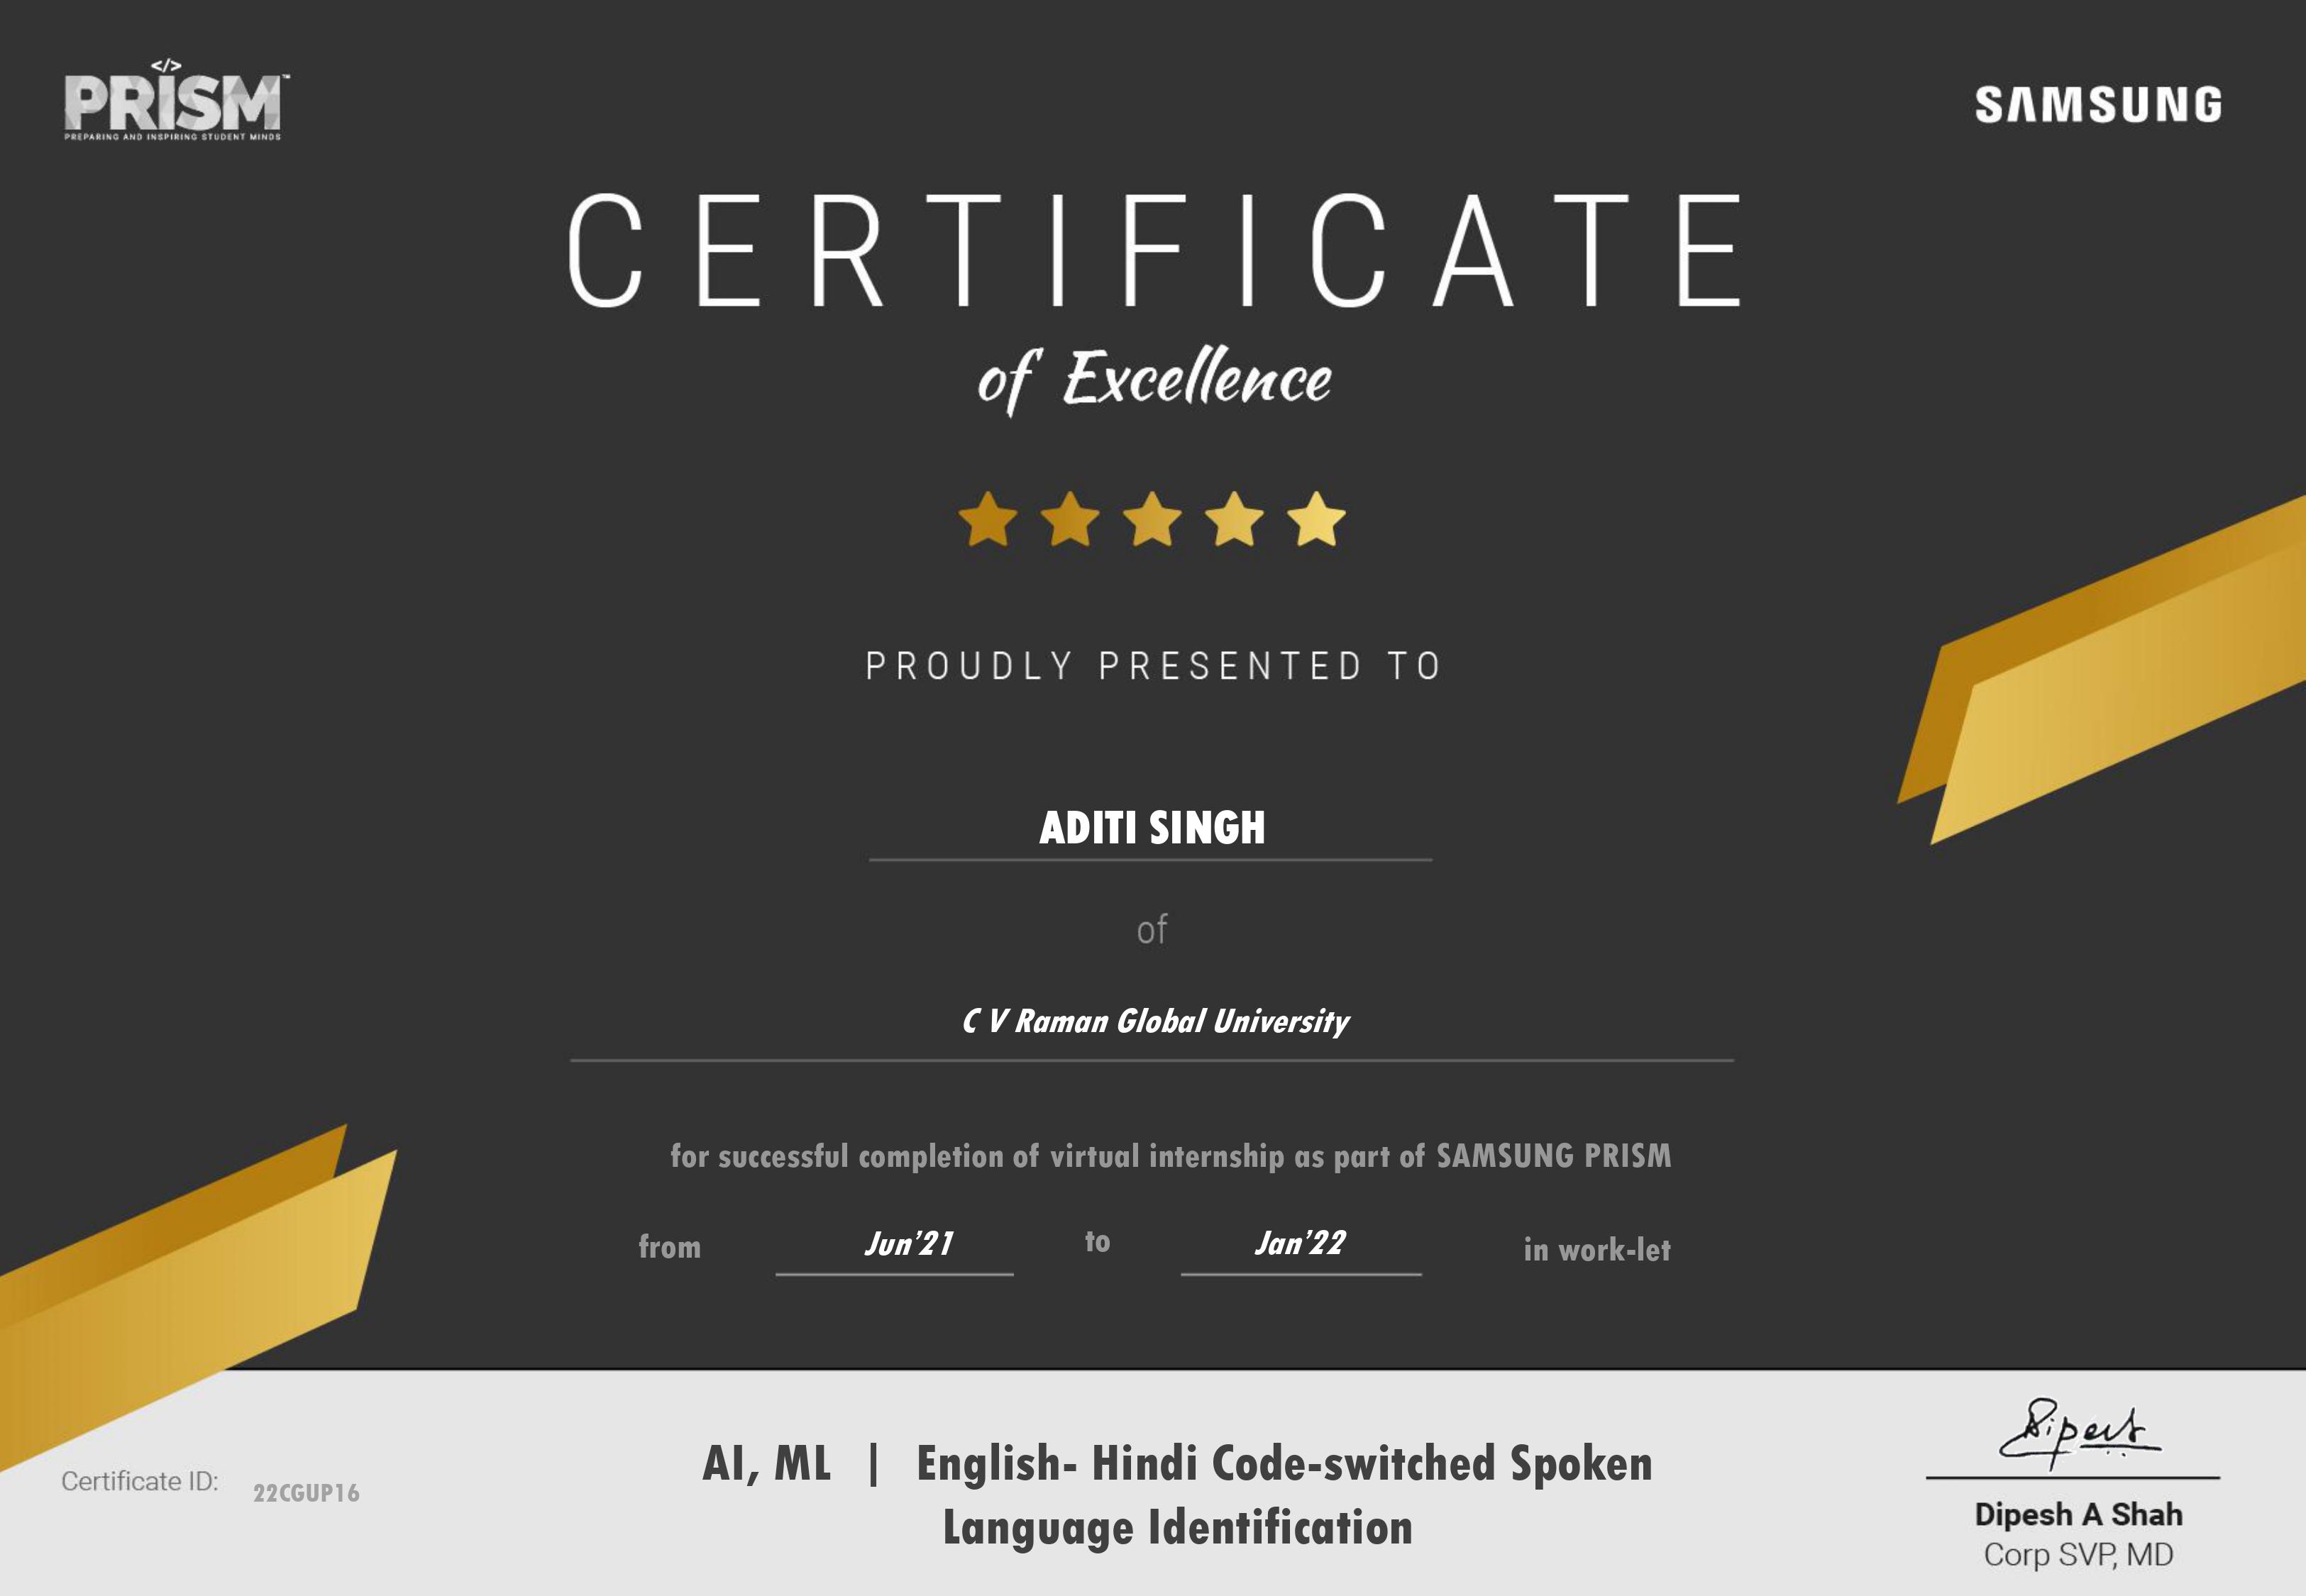 </>
PRISM™
PREPARING AND INSPIRING STUDENT MINDS
SAMSUNG
CERTIFICATE
of Excellence
PROUDLY PRESENTED TO
ADITI SINGH
of
C V Raman Global University
for successful completion of virtual internship as part of SAMSUNG PRISM
from Jun'21 to Jan'22 in work-let
Certificate ID: 22CGUP16
AI, ML | English- Hindi Code-switched Spoken
Language Identification
Dipesh
Dipesh A Shah
Corp SVP, MD